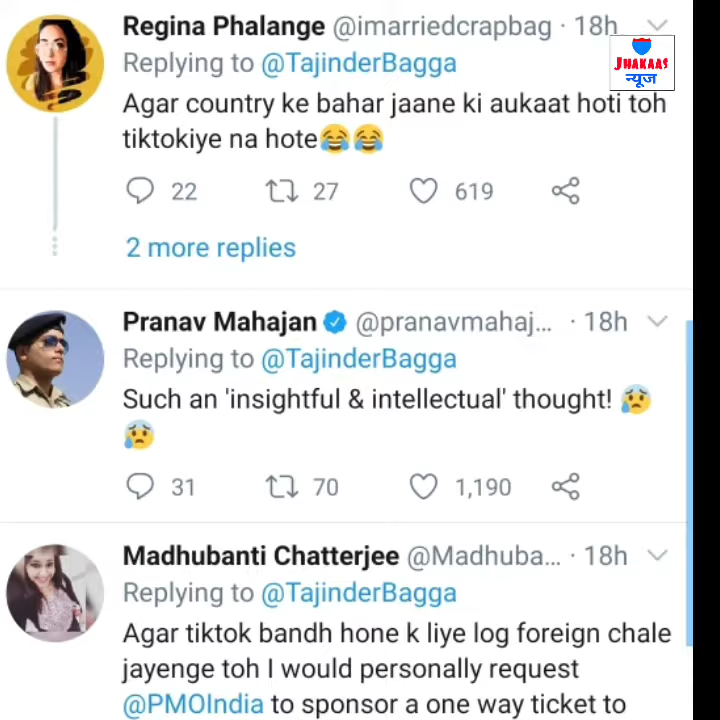 Regina Phalange @imarriedcrapbag · 18h
JHAKAAS
न्यूज
Replying to @TajinderBagga
Agar country ke bahar jaane ki aukaat hoti toh
tiktokiye na hote😂😂
22 27 619
2 more replies
Pranav Mahajan @pranavmahaj... · 18h
Replying to @TajinderBagga
Such an 'insightful & intellectual' thought! 😰
😰
31 70 1,190
Madhubanti Chatterjee @Madhuba... · 18h
Replying to @TajinderBagga
Agar tiktok bandh hone k liye log foreign chale
jayenge toh I would personally request
@PMOIndia to sponsor a one way ticket to